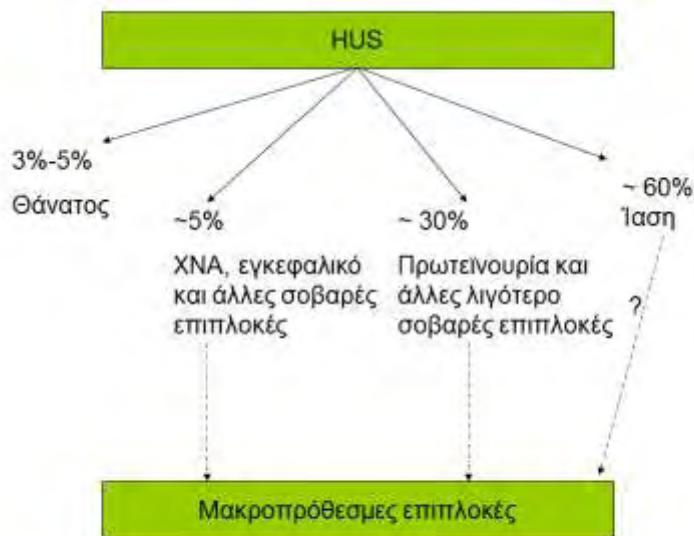 HUS
3%-5%
Θάνατος
~5%
ΧΝΑ, εγκεφαλικό
και άλλες σοβαρές
επιπλοκές
~ 30%
Πρωτεϊνουρία και
άλλες λιγότερο
σοβαρές επιπλοκές
~ 60%
Ίαση
?
Μακροπρόθεσμες επιπλοκές